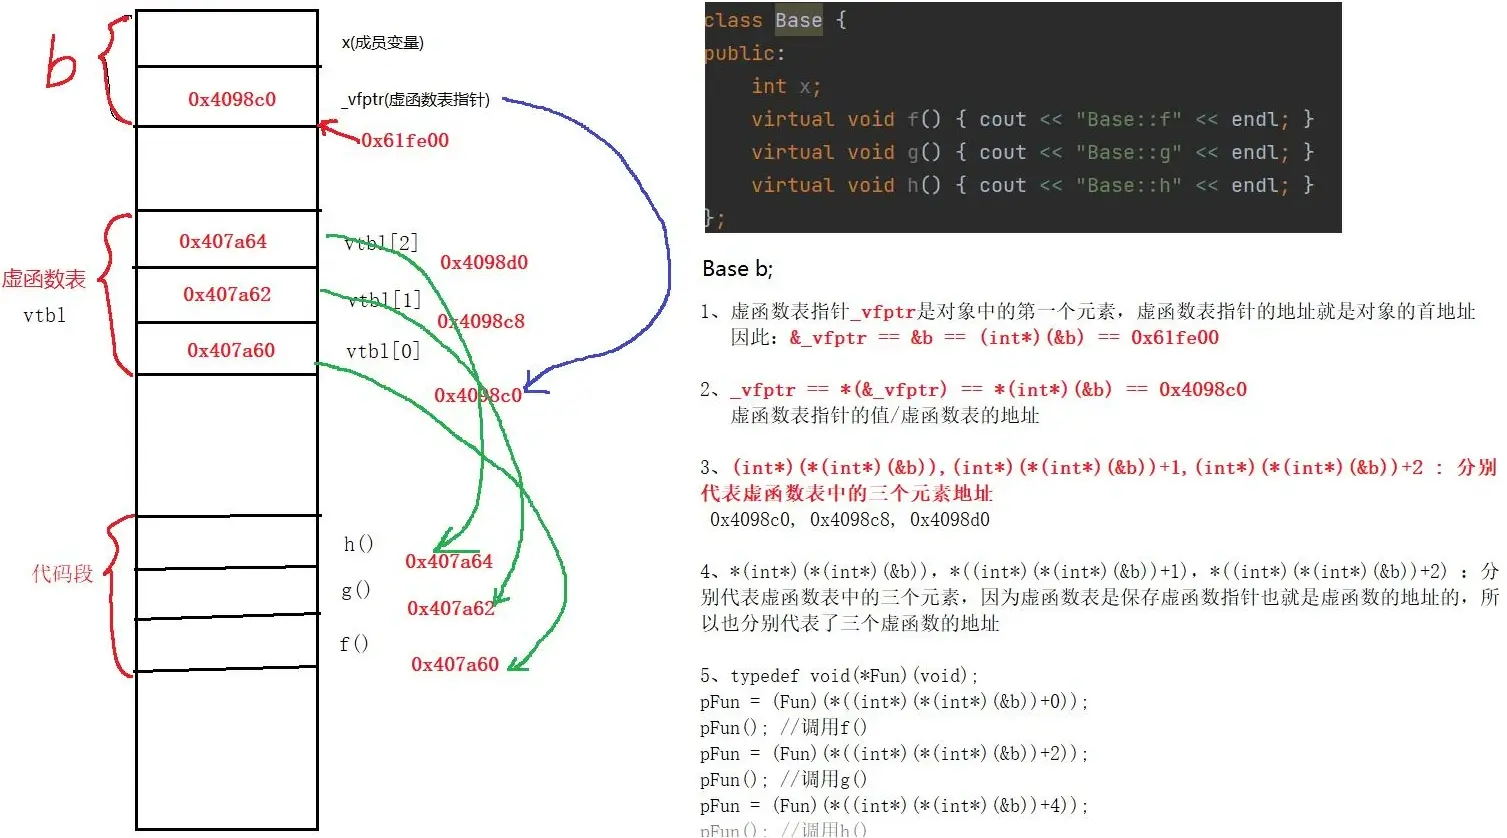 b
x(成员变量)
0x4098c0
_vfptr(虚函数表指针)
0x61fe00
0x407a64
vtbl[2]
0x4098d0
虚函数表
vtbl
0x407a62
vtbl[1]
0x4098c8
0x407a60
vtbl[0]
0x4098c0
代码段
h()
0x407a64
g()
0x407a62
f()
0x407a60
class Base {
public:
    int x;
    virtual void f() { cout << "Base::f" << endl; }
    virtual void g() { cout << "Base::g" << endl; }
    virtual void h() { cout << "Base::h" << endl; }
};
Base b;
1、虚函数表指针_vfptr是对象中的第一个元素，虚函数表指针的地址就是对象的首地址
因此：&_vfptr == &b == (int*)(&b) == 0x61fe00
2、_vfptr == *(&_vfptr) == *(int*)(&b) == 0x4098c0
虚函数表指针的值/虚函数表的地址
3、(int*)(*(int*)(&b)),(int*)(*(int*)(&b))+1,(int*)(*(int*)(&b))+2 : 分别
代表虚函数表中的三个元素地址
0x4098c0, 0x4098c8, 0x4098d0
4、*(int*)(*(int*)(&b))，*((int*)(*(int*)(&b))+1)，*((int*)(*(int*)(&b))+2) ：分
别代表虚函数表中的三个元素，因为虚函数表是保存虚函数指针也就是虚函数的地址的，所
以也分别代表了三个虚函数的地址
5、typedef void(*Fun)(void);
pFun = (Fun)(*((int*)(*(int*)(&b))+0));
pFun(); //调用f()
pFun = (Fun)(*((int*)(*(int*)(&b))+2));
pFun(); //调用g()
pFun = (Fun)(*((int*)(*(int*)(&b))+4));
pFun(); //调用h()